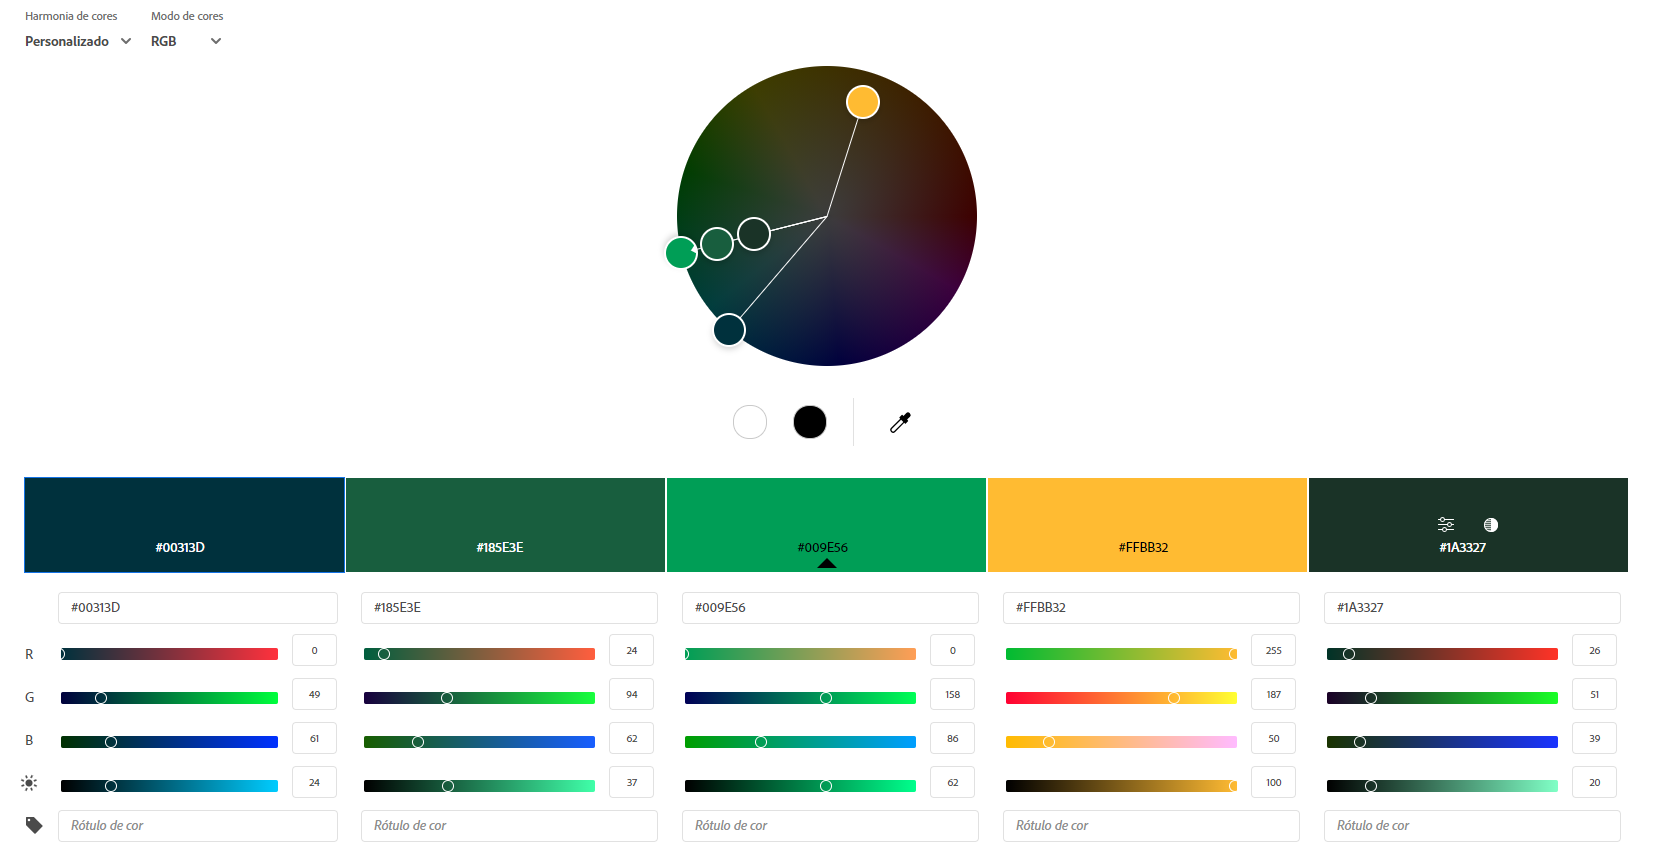 Harmonia de cores Modo de cores
Personalizado RGB
#00313D #185E3E #009E56 #FFBB32 #1A3327
#00313D #185E3E #009E56 #FFBB32 #1A3327
R 0 24 0 255 26
G 49 94 158 187 51
B 61 62 86 50 39
24 37 62 100 20
Rótulo de cor Rótulo de cor Rótulo de cor Rótulo de cor Rótulo de cor